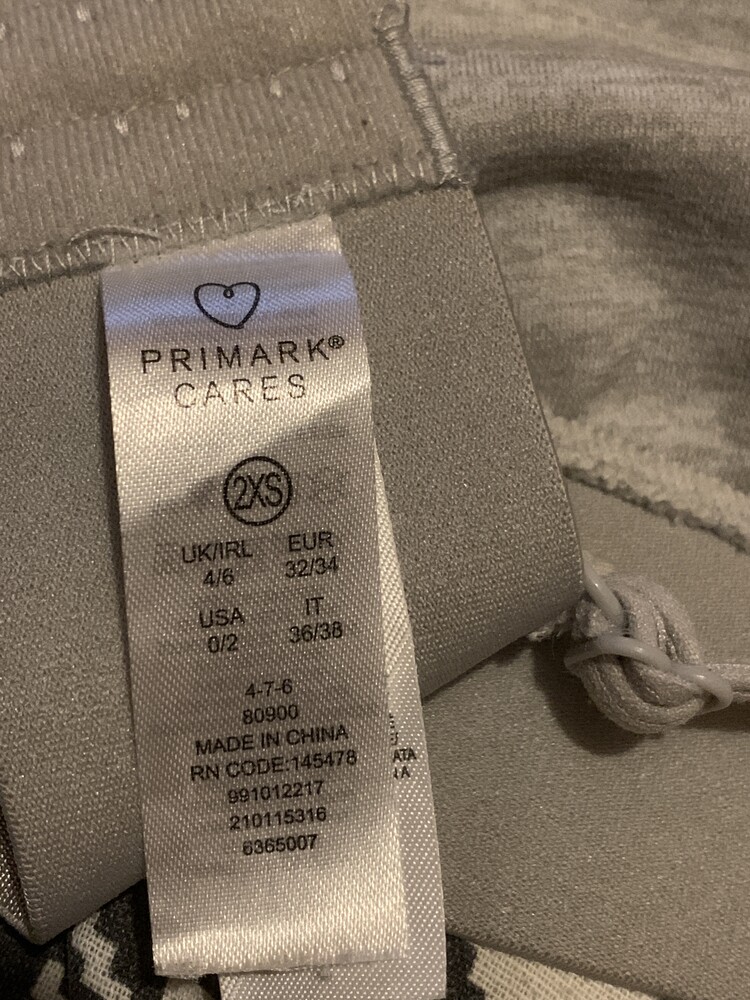 PRIMARK®
CARES
2XS
UK/IRL EUR
4/6 32/34
USA IT
0/2 36/38
4-7-6
80900
MADE IN CHINA
RN CODE:145478
991012217
210115316
6365007